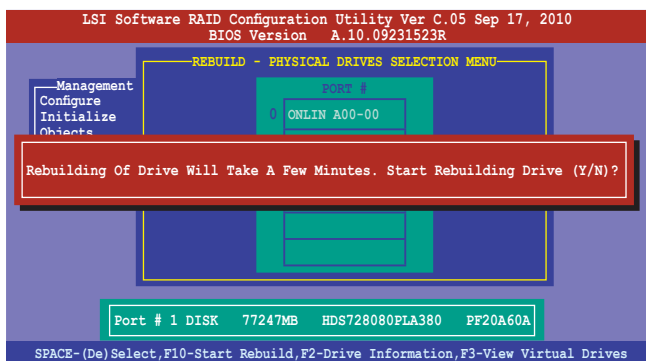 LSI Software RAID Configuration Utility Ver C.05 Sep 17, 2010
BIOS Version A.10.09231523R
REBUILD - PHYSICAL DRIVES SELECTION MENU
Management
Configure
Initialize
Objects
PORT #
0 ONLIN A00-00
Rebuilding Of Drive Will Take A Few Minutes. Start Rebuilding Drive (Y/N)?
Port # 1 DISK 77247MB HDS728080PLA380 PF20A60A
SPACE-(De)Select,F10-Start Rebuild,F2-Drive Information,F3-View Virtual Drives